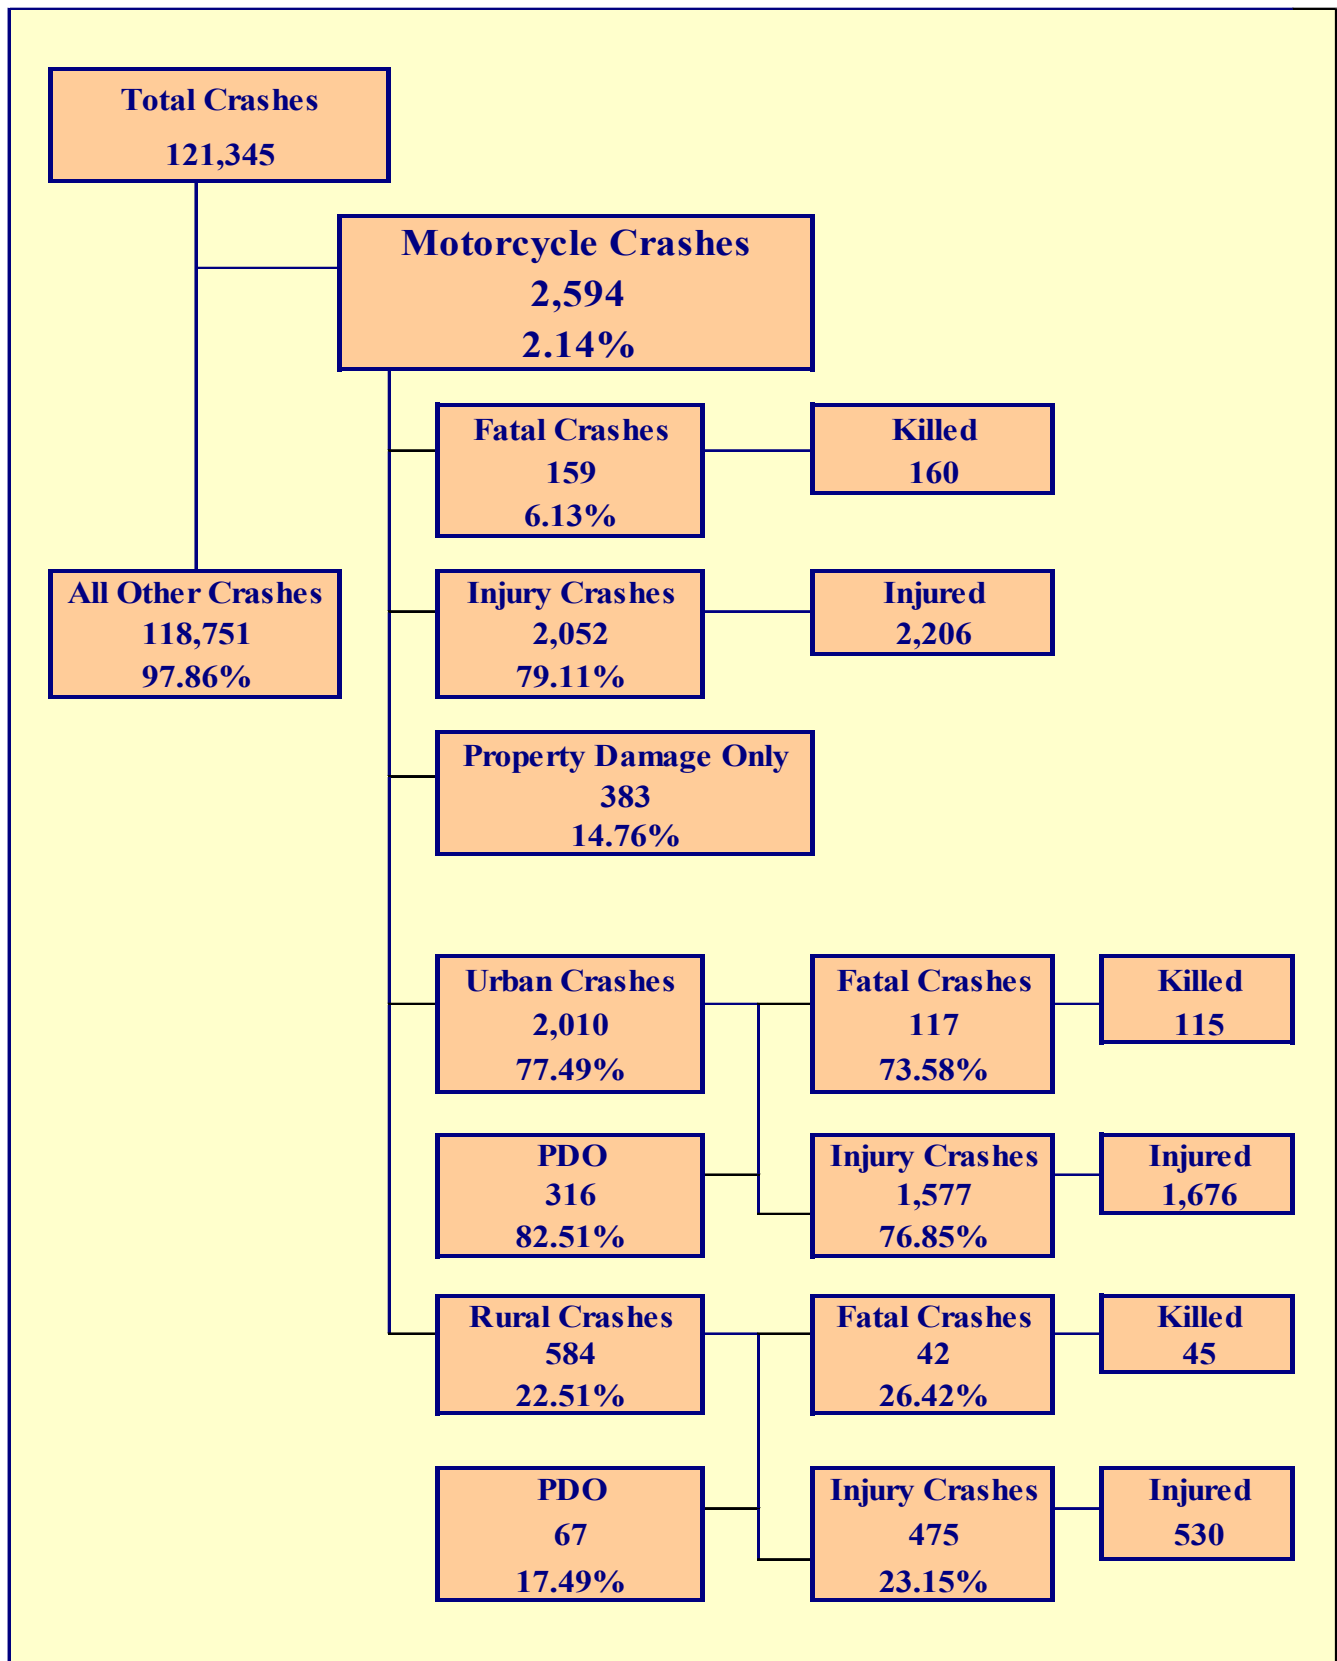 Total Crashes
121,345
Motorcycle Crashes
2,594
2.14%
Fatal Crashes
159
6.13%
Killed
160
All Other Crashes
118,751
97.86%
Injury Crashes
2,052
79.11%
Injured
2,206
Property Damage Only
383
14.76%
Urban Crashes
2,010
77.49%
Fatal Crashes
117
73.58%
Killed
115
PDO
316
82.51%
Injury Crashes
1,577
76.85%
Injured
1,676
Rural Crashes
584
22.51%
Fatal Crashes
42
26.42%
Killed
45
PDO
67
17.49%
Injury Crashes
475
23.15%
Injured
530